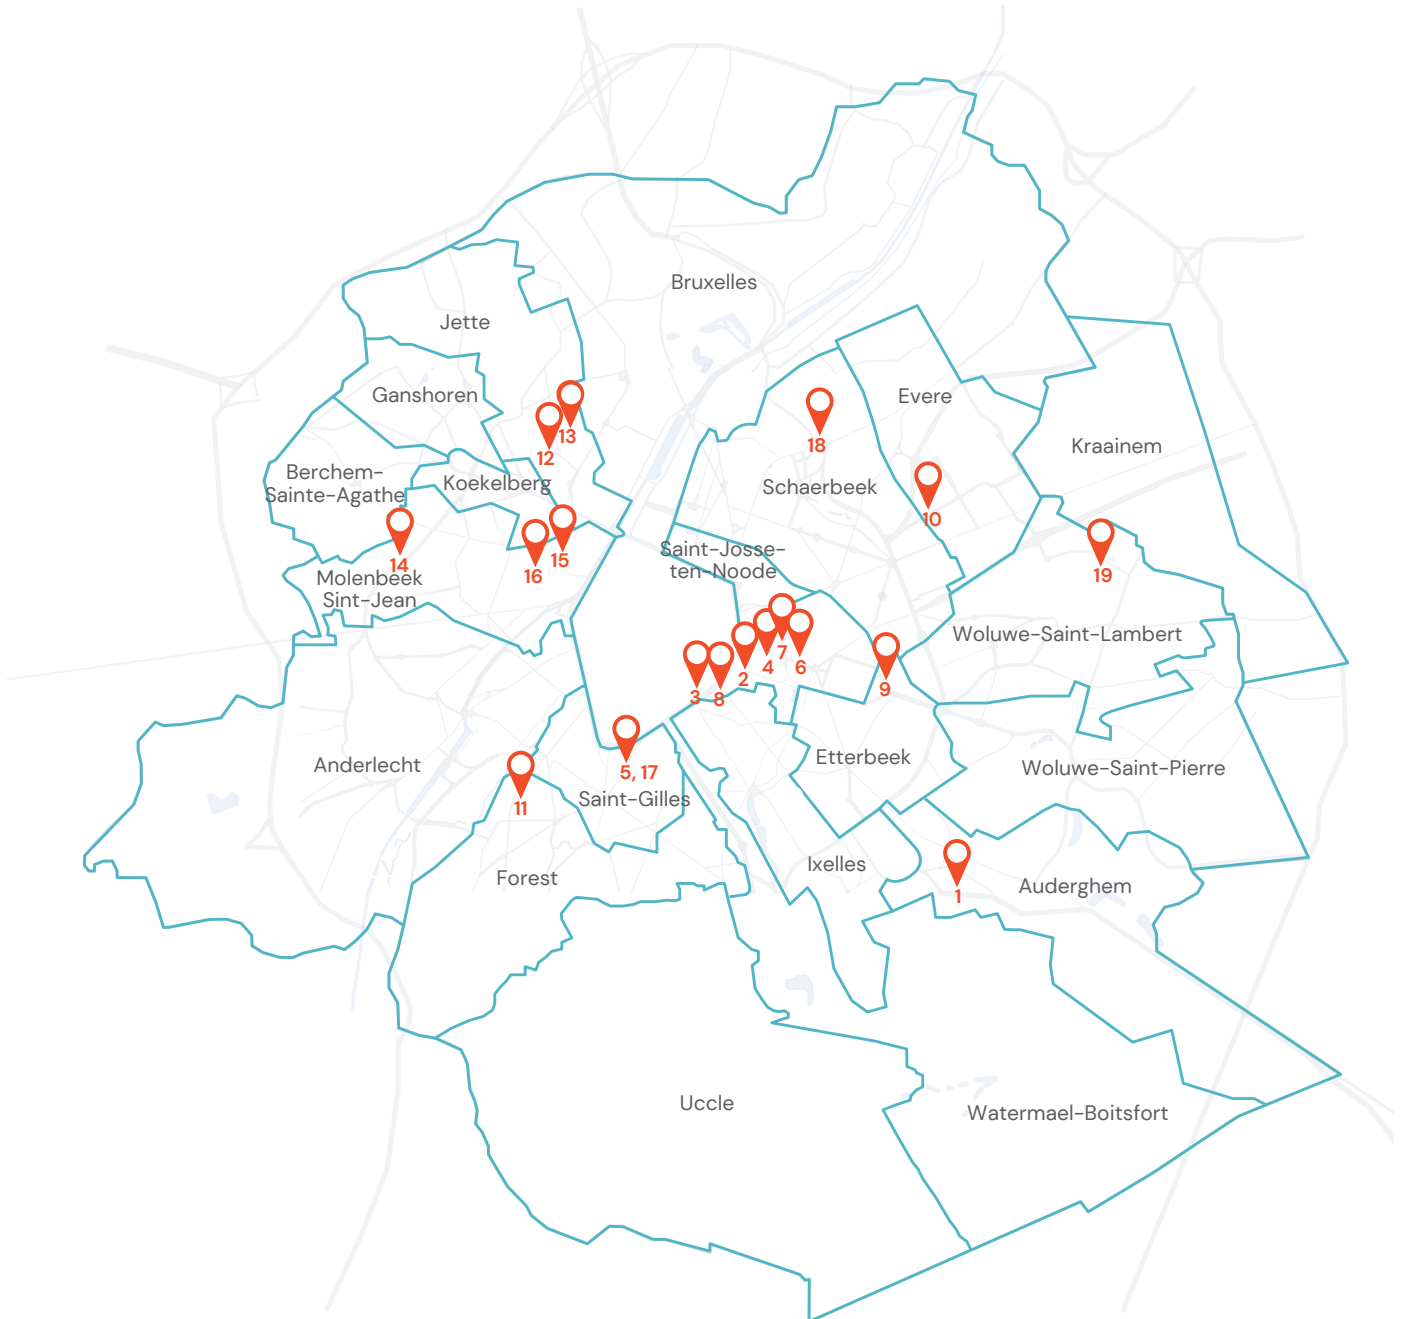 Bruxelles
Jette
Ganshoren
Evere
13
12
18
Kraainem
Berchem-
Sainte-Agathe
Koekelberg
Schaerbeek
10
14
16
15
Saint-Josse-
ten-Noode
19
Molenbeek
Sint-Jean
Woluwe-Saint-Lambert
3
8
2
4
7
6
9
Anderlecht
5, 17
Saint-Gilles
11
Etterbeek
Woluwe-Saint-Pierre
Forest
Ixelles
1
Auderghem
Uccle
Watermael-Boitsfort